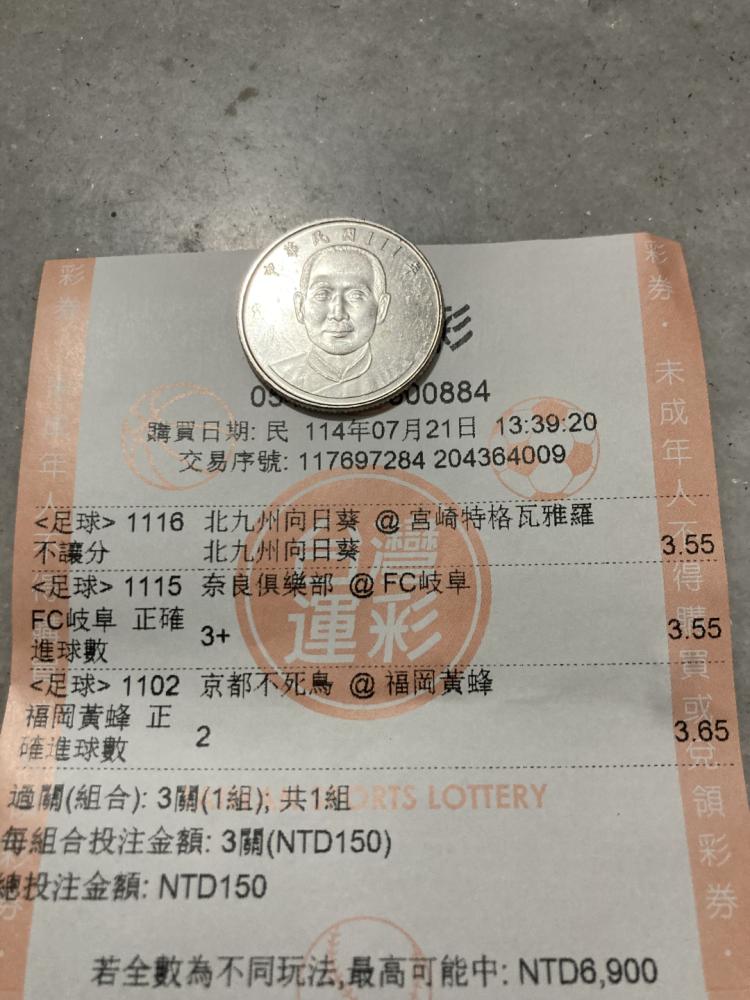 中華民國111年
彩
彩券
600884
購買日期: 民 114年07月21日 13:39:20
交易序號: 117697284 204364009
<足球> 1116 北九州向日葵 @ 宮崎特格瓦雅羅
不讓分 北九州向日葵 3.55
<足球> 1115 奈良俱樂部 @ FC岐阜
FC岐阜 正確進球數 3+ 3.55
<足球> 1102 京都不死鳥 @ 福岡黃蜂
福岡黃蜂 正確進球數 2 3.65
台灣
運彩
過關(組合): 3關(1組), 共1組
SPORTS LOTTERY
每組合投注金額: 3關(NTD150)
總投注金額: NTD150
若全數為不同玩法,最高可能中: NTD6,900
彩券・未成年人不得購買或兌領彩券・